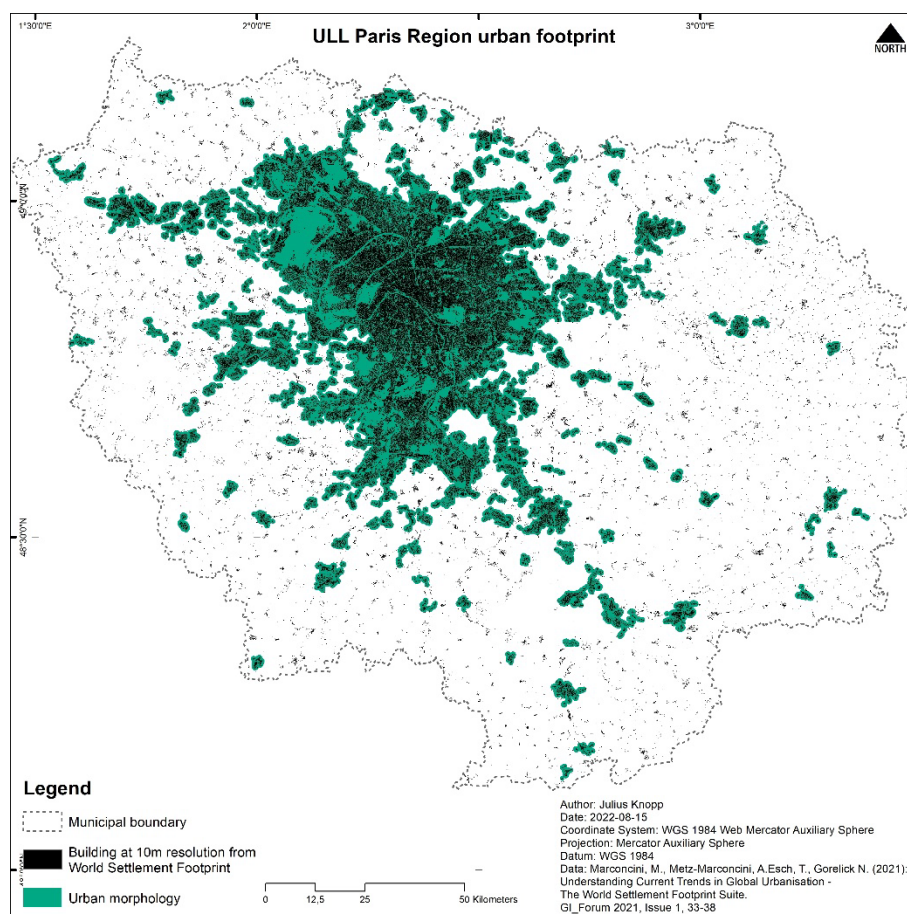 1°30'0"E
2°0'0"E
3°0'0"E
ULL Paris Region urban footprint
NORTH
48°30'0"N
Legend
Municipal boundary
Building at 10m resolution from
World Settlement Footprint
Urban morphology
0
12,5
25
50 Kilometers
Author: Julius Knopp
Date: 2022-08-15
Coordinate System: WGS 1984 Web Mercator Auxiliary Sphere
Projection: Mercator Auxiliary Sphere
Datum: WGS 1984
Data: Marconcini, M., Metz-Marconcini, A.Esch, T., Gorelick N. (2021):
Understanding Current Trends in Global Urbanisation -
The World Settlement Footprint Suite.
GI_Forum 2021, Issue 1, 33-38